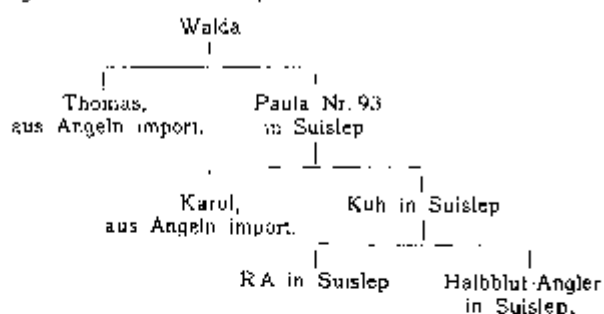 Walda
Thomas, Paula Nr. 93
aus Angeln import. in Suislep
Karol, Kuh in Suislep
aus Angeln import.
RA in Suislep Halbblut-Angler
in Suislep.